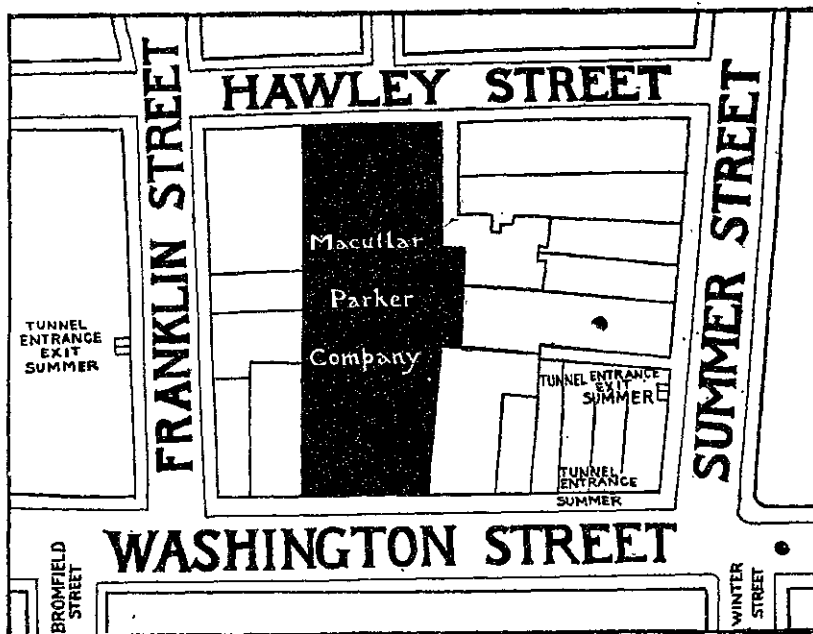 HAWLEY STREET
FRANKLIN STREET
SUMMER STREET
Macullar
Parker
Company
TUNNEL
ENTRANCE
EXIT
SUMMER
TUNNEL ENTRANCE
EXIT
SUMMER
TUNNEL
ENTRANCE
SUMMER
WASHINGTON STREET
BROMFIELD
STREET
WINTER
STREET